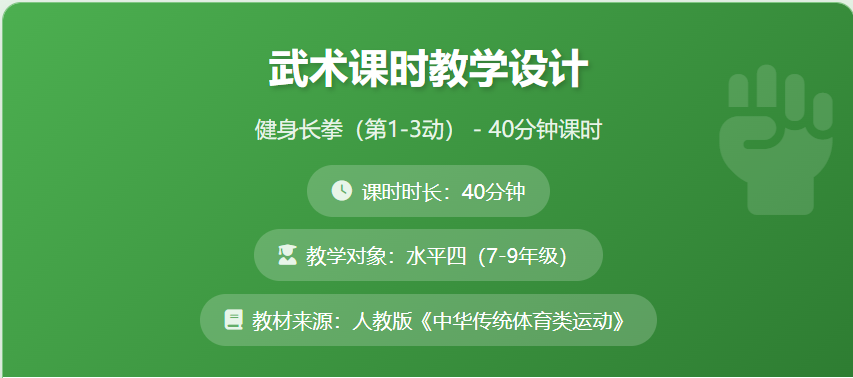 武术课时教学设计
健身长拳（第1-3动） - 40分钟课时
课时时长：40分钟
教学对象：水平四（7-9年级）
教材来源：人教版《中华传统体育类运动》